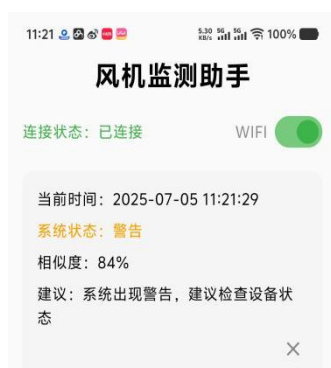 11:21 5.30 KB/s 5G 5G 100%
风机监测助手
连接状态：已连接 WIFI
当前时间：2025-07-05 11:21:29
系统状态：警告
相似度：84%
建议：系统出现警告，建议检查设备状
态